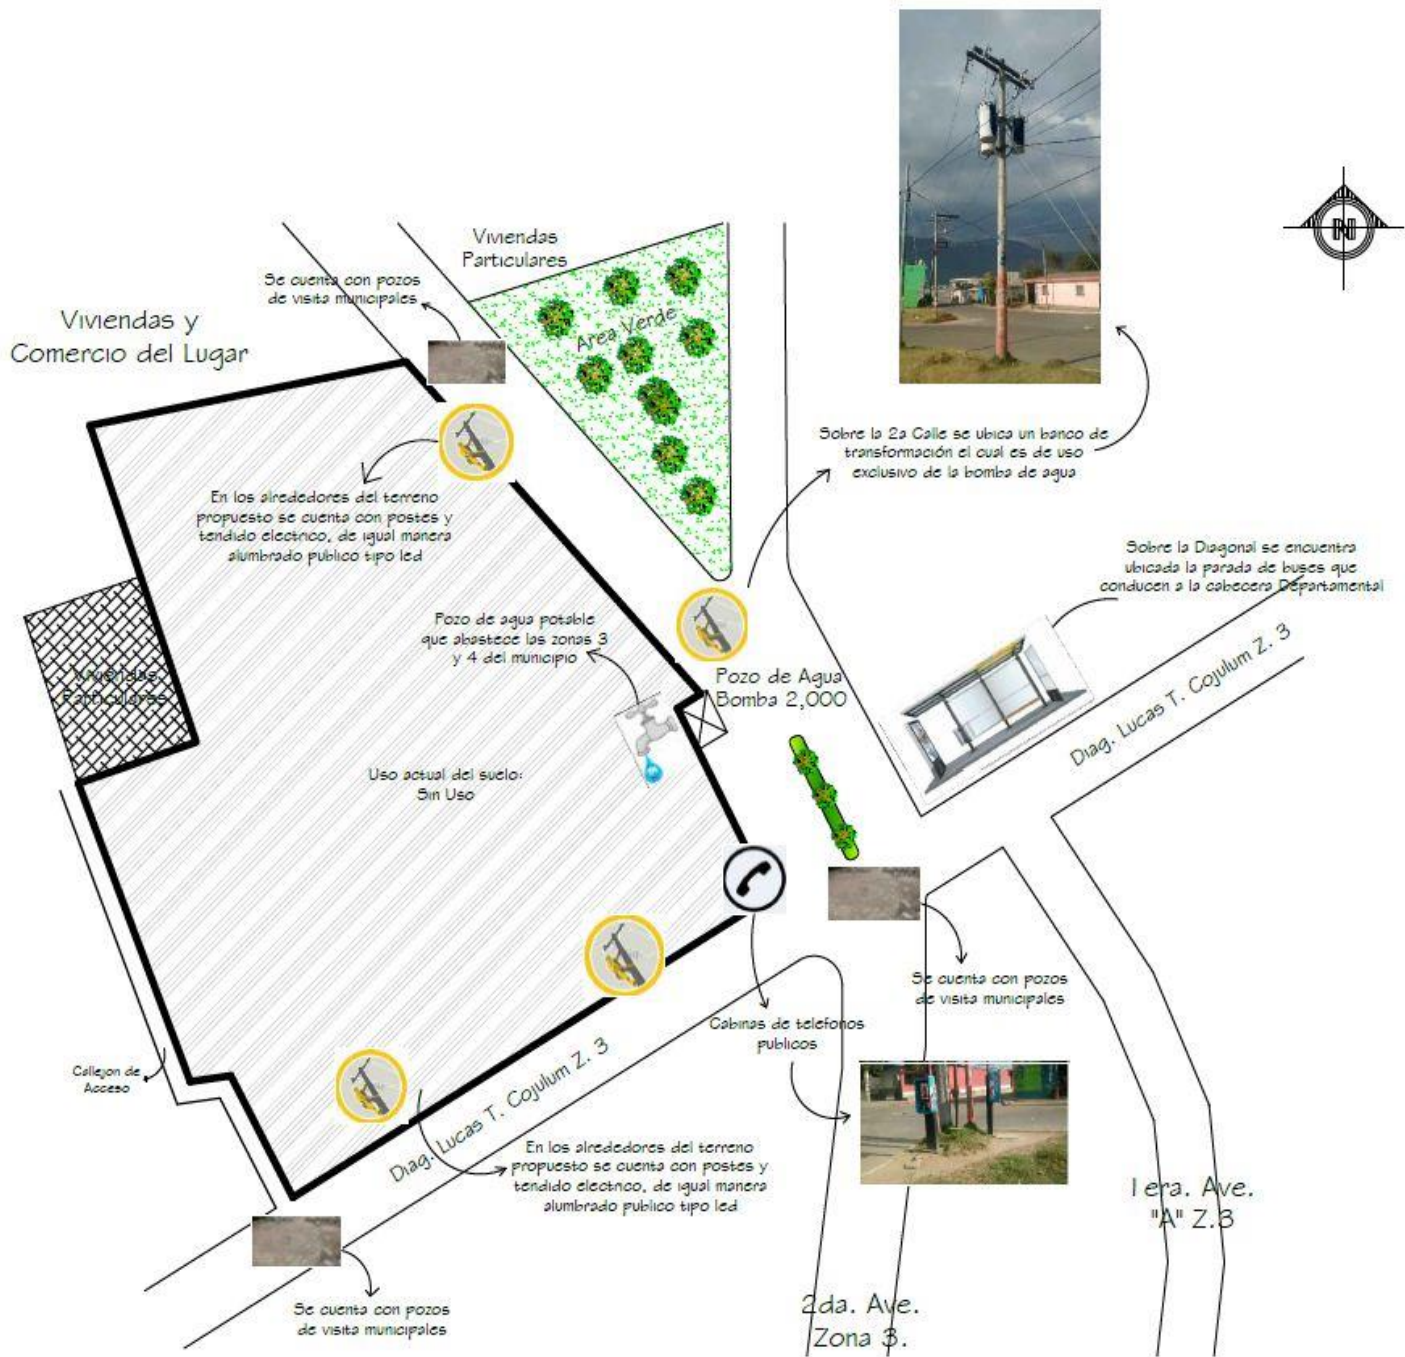 Viviendas
Particulares
Se cuenta con pozos
de visita municipales
Viviendas y
Comercio del Lugar
Area Verde
N
Sobre la 2a Calle se ubica un banco de
transformación el cual es de uso
exclusivo de la bomba de agua
En los alrededores del terreno
propuesto se cuenta con postes y
tendido electrico, de igual manera
alumbrado publico tipo led
Sobre la Diagonal se encuentra
ubicada la parada de buses que
conducen a la cabecera Departamental
Pozo de agua potable
que abastece las zonas 3
y 4 del municipio
Diag. Lucas T. Cojulum Z. 3
Viviendas
Particulares
Pozo de Agua
Bomba 2,000
Uso actual del suelo:
Sin Uso
Se cuenta con pozos
de visita municipales
Cabinas de telefonos
publicos
Callejon de
Acceso
Diag. Lucas T. Cojulum Z. 3
En los alrededores del terreno
propuesto se cuenta con postes y
tendido electrico, de igual manera
alumbrado publico tipo led
1era. Ave.
"A" Z.3
Se cuenta con pozos
de visita municipales
2da. Ave.
Zona 3.